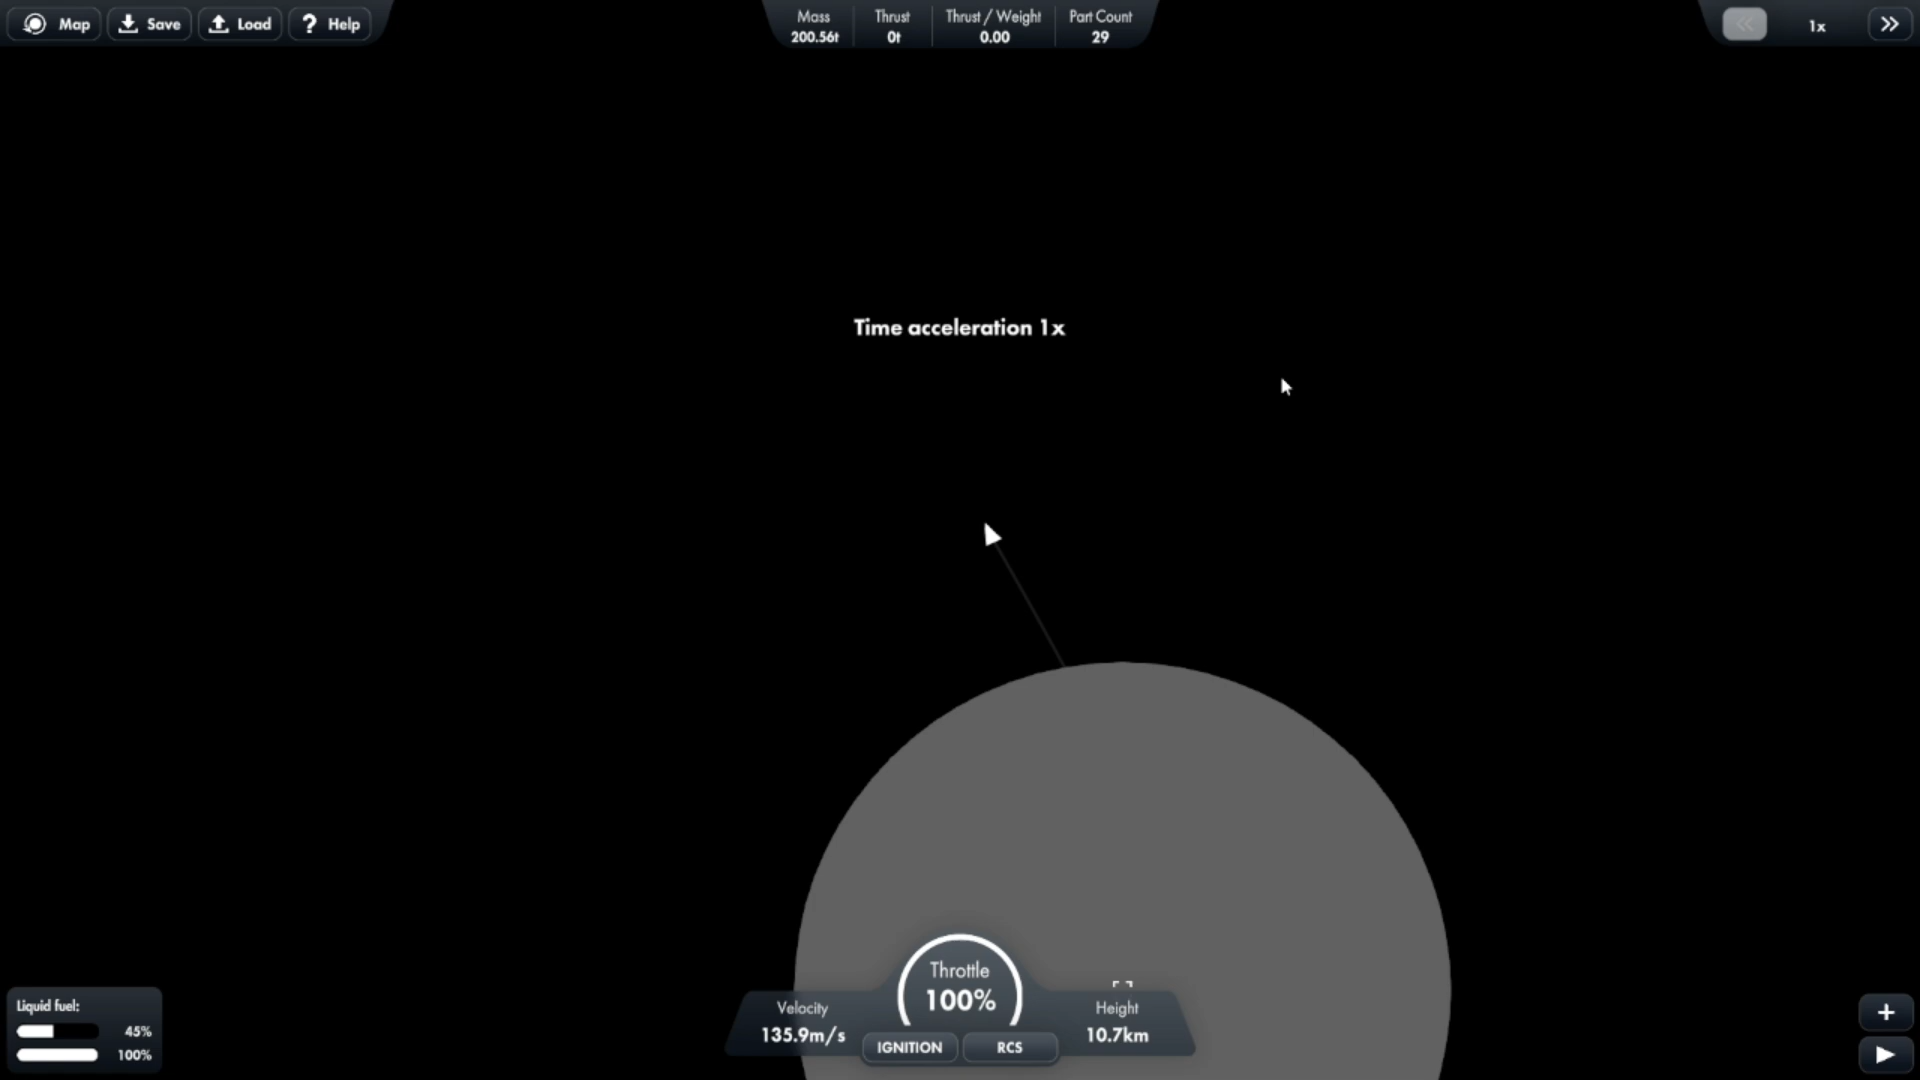 Map
Save
Load
? Help
Mass
200.56t
Thrust
0t
Thrust / Weight
0.00
Part Count
29
1x
Time acceleration 1x
Throttle
100%
Velocity
135.9m/s
IGNITION
RCS
Height
10.7km
Liquid fuel:
45%
100%